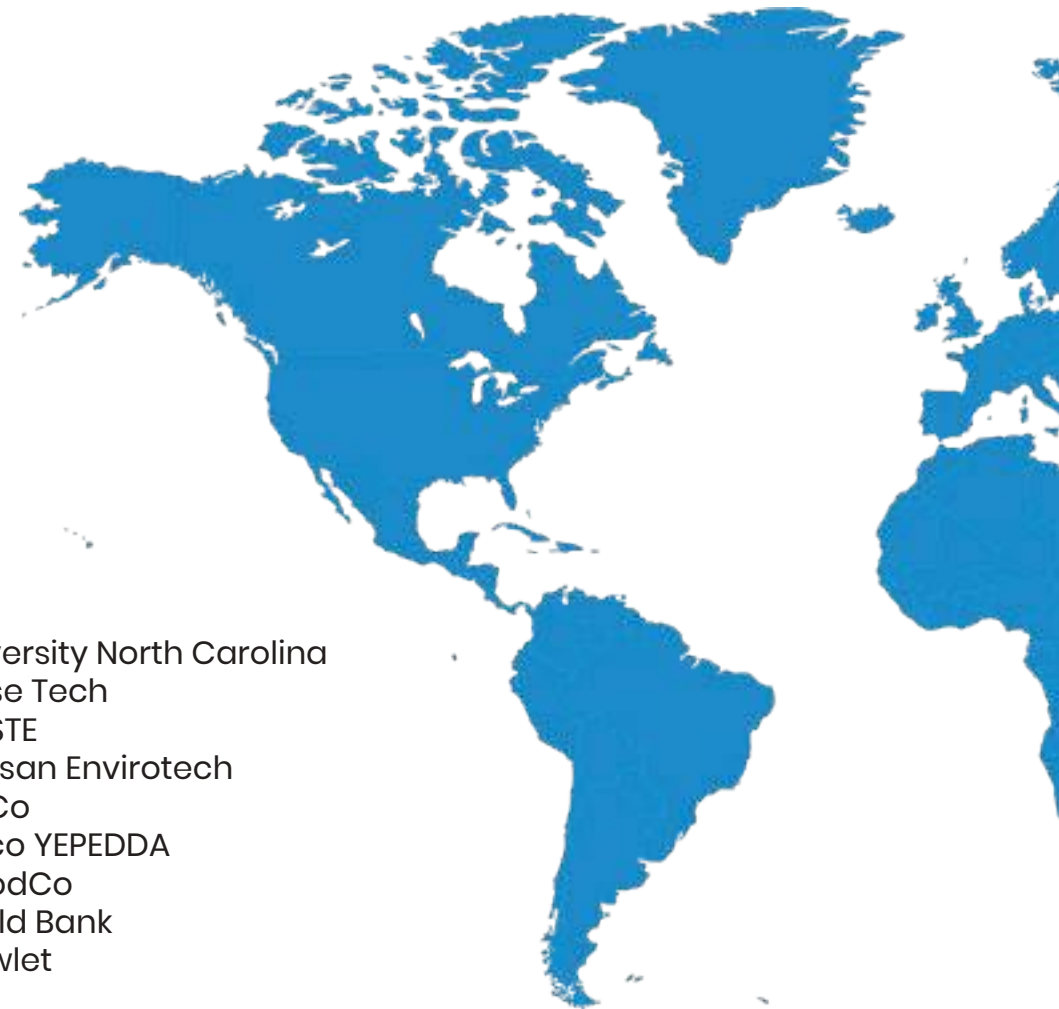 ersity North Carolina
se Tech
STE
san Envirotech
Co
co YEPEDDA
odCo
ld Bank
wlet